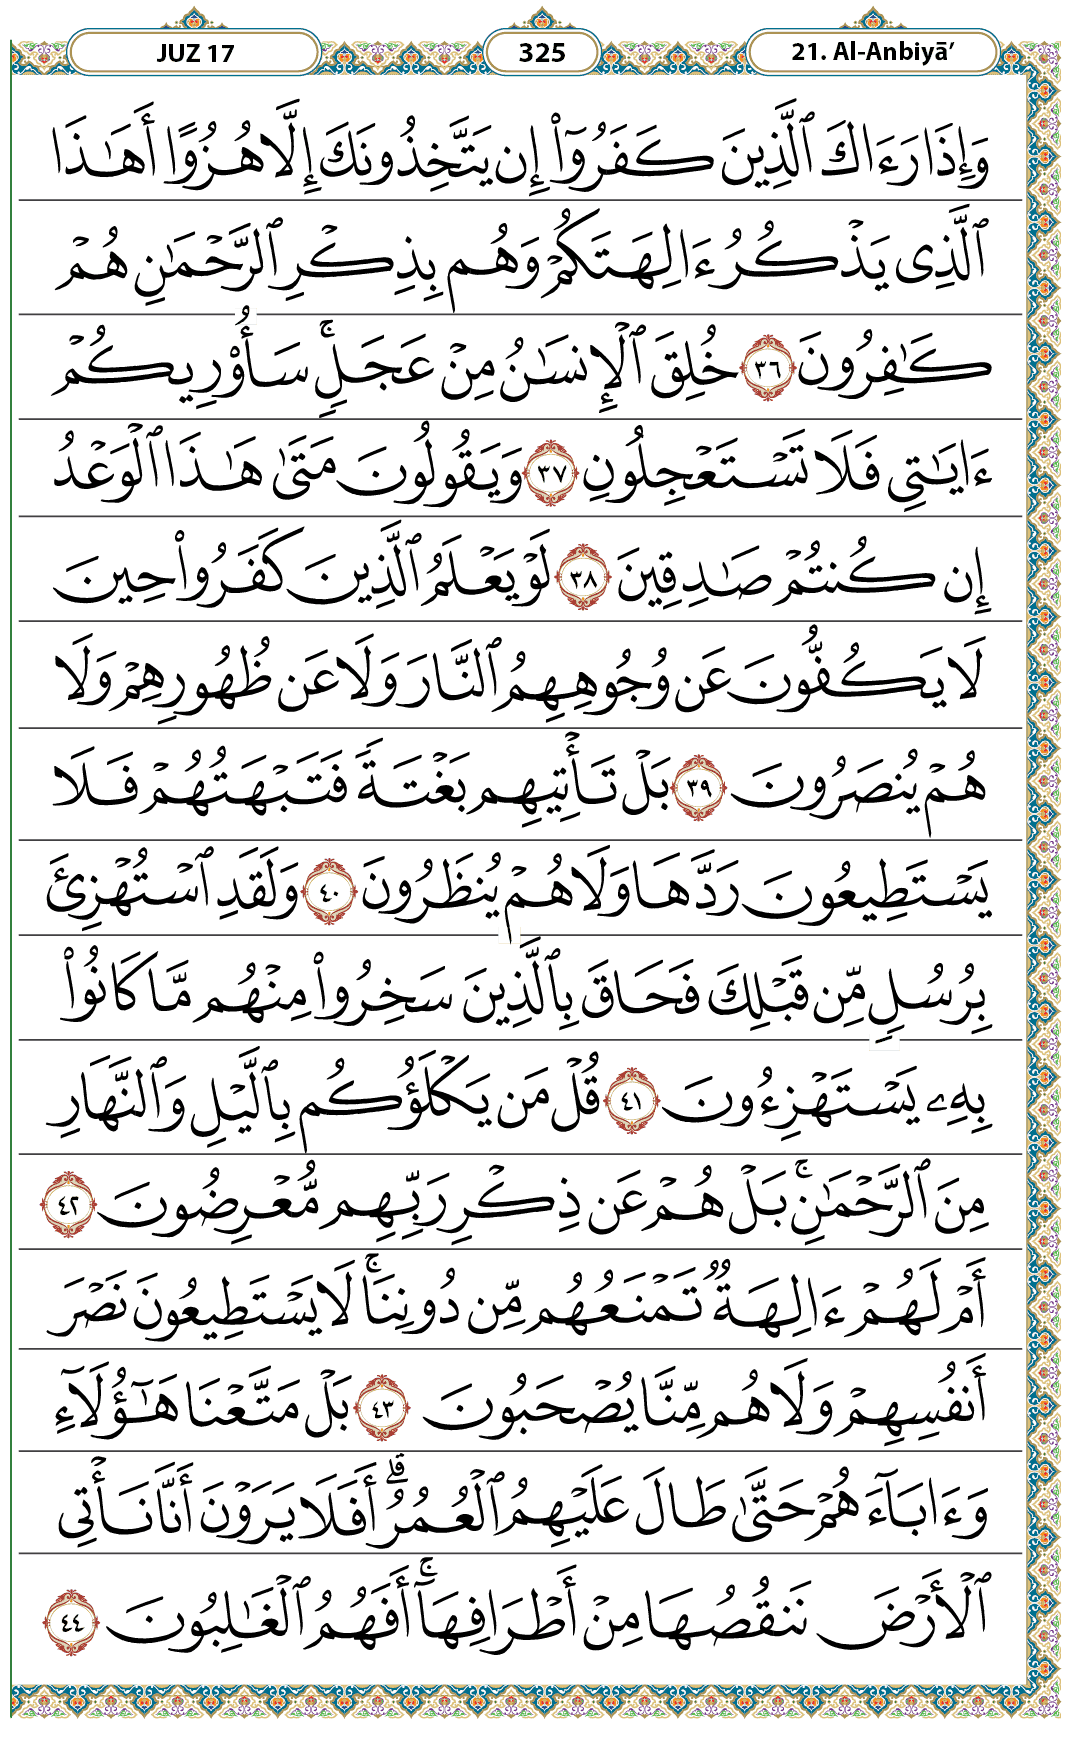 JUZ 17 325 21. Al-Anbiyā’
وَإِذَا رَءَاكَ ٱلَّذِينَ كَفَرُوٓا۟ إِن يَتَّخِذُونَكَ إِلَّا هُزُوًا أَهَـٰذَا
ٱلَّذِى يَذْكُرُ ءَالِهَتَكُمْ وَهُم بِذِكْرِ ٱلرَّحْمَـٰنِ هُمْ
كَـٰفِرُونَ ٣٦ خُلِقَ ٱلْإِنسَـٰنُ مِنْ عَجَلٍ ۚ سَأُو۟رِيكُمْ
ءَايَـٰتِى فَلَا تَسْتَعْجِلُونِ ٣٧ وَيَقُولُونَ مَتَىٰ هَـٰذَا ٱلْوَعْدُ
إِن كُنتُمْ صَـٰدِقِينَ ٣٨ لَوْ يَعْلَمُ ٱلَّذِينَ كَفَرُوا۟ حِينَ
لَا يَكُفُّونَ عَن وُجُوهِهِمُ ٱلنَّارَ وَلَا عَن ظُهُورِهِمْ وَلَا
هُمْ يُنصَرُونَ ٣٩ بَلْ تَأْتِيهِم بَغْتَةً فَتَبْهَتُهُمْ فَلَا
يَسْتَطِيعُونَ رَدَّهَا وَلَا هُمْ يُنظَرُونَ ٤٠ وَلَقَدِ ٱسْتُهْزِئَ
بِرُسُلٍ مِّن قَبْلِكَ فَحَاقَ بِٱلَّذِينَ سَخِرُوا۟ مِنْهُم مَّا كَانُوا۟
بِهِۦ يَسْتَهْزِءُونَ ٤١ قُلْ مَن يَكْلَؤُكُم بِٱلَّيْلِ وَٱلنَّهَارِ
مِنَ ٱلرَّحْمَـٰنِ ۚ بَلْ هُمْ عَن ذِكْرِ رَبِّهِم مُّعْرِضُونَ ٤٢
أَمْ لَهُمْ ءَالِهَةٌ تَمْنَعُهُم مِّن دُونِنَا ۚ لَا يَسْتَطِيعُونَ نَصْرَ
أَنفُسِهِمْ وَلَا هُم مِّنَّا يُصْحَبُونَ ٤٣ بَلْ مَتَّعْنَا هَـٰٓؤُلَآءِ
وَءَابَآءَهُمْ حَتَّىٰ طَالَ عَلَيْهِمُ ٱلْعُمُرُ ۗ أَفَلَا يَرَوْنَ أَنَّا نَأْتِى
ٱلْأَرْضَ نَنقُصُهَا مِنْ أَطْرَافِهَآ ۚ أَفَهُمُ ٱلْغَـٰلِبُونَ ٤٤